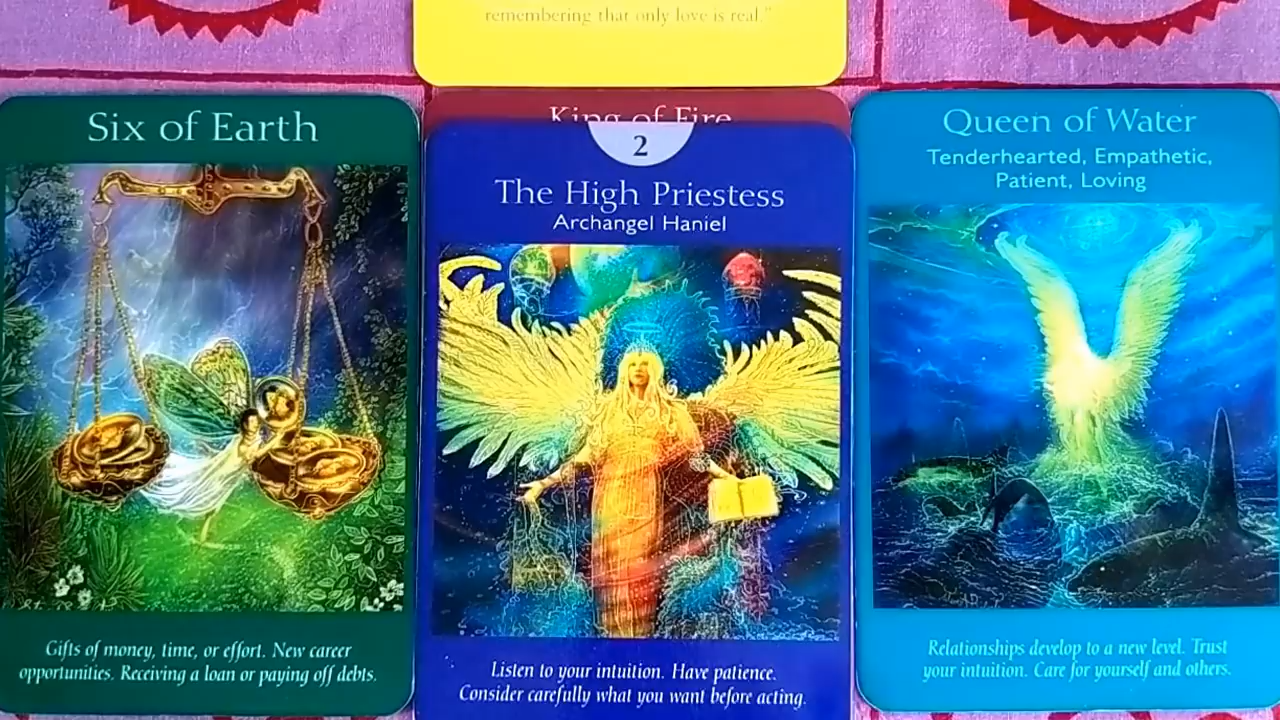 remembering that only love is real."
Six of Earth
King of Fire
2
The High Priestess
Archangel Haniel
Queen of Water
Tenderhearted, Empathetic,
Patient, Loving
Gifts of money, time, or effort. New career
opportunities. Receiving a loan or paying off debts.
Listen to your intuition. Have patience.
Consider carefully what you want before acting.
Relationships develop to a new level. Trust
your intuition. Care for yourself and others.